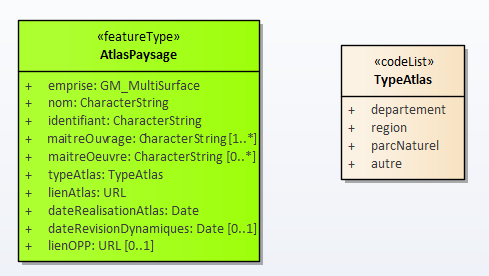 «featureType»
AtlasPaysage
+ emprise: GM_MultiSurface
+ nom: CharacterString
+ identifiant: CharacterString
+ maitreOuvrage: CharacterString [1..*]
+ maitreOeuvre: CharacterString [0..*]
+ typeAtlas: TypeAtlas
+ lienAtlas: URL
+ dateRealisationAtlas: Date
+ dateRevisionDynamiques: Date [0..1]
+ lienOPP: URL [0..1]
«codeList»
TypeAtlas
+ departement
+ region
+ parcNaturel
+ autre